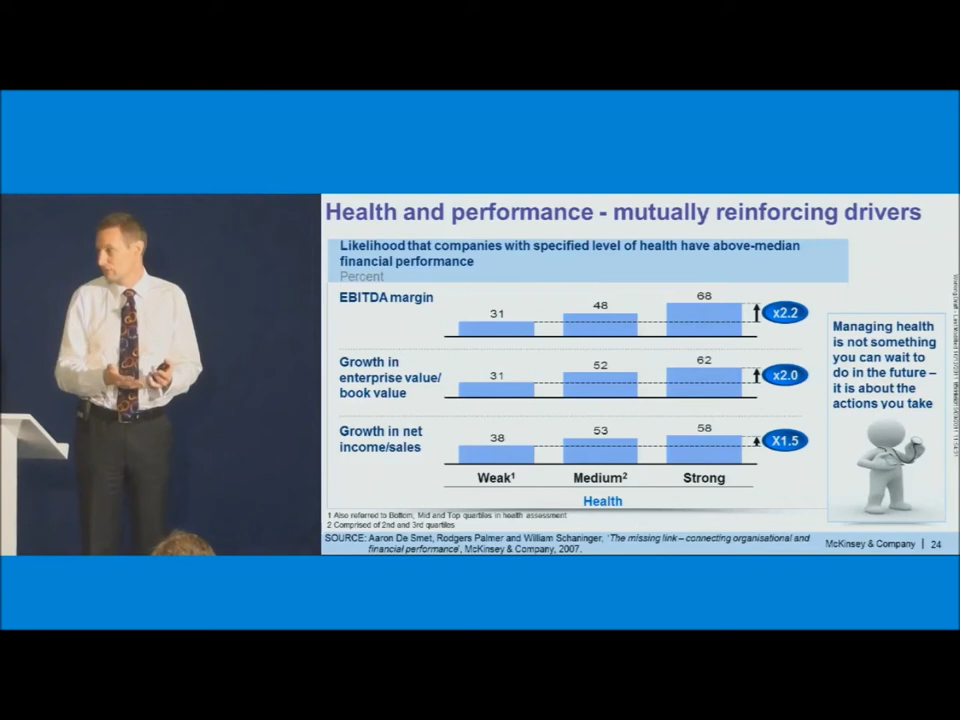 Health and performance - mutually reinforcing drivers
Likelihood that companies with specified level of health have above-median
financial performance
Percent
EBITDA margin
31
48
68
x2.2
Growth in
enterprise value/
book value
31
52
62
x2.0
Growth in net
income/sales
38
53
58
X1.5
Weak¹
Medium²
Strong
Health
Managing health
is not something
you can wait to
do in the future –
it is about the
actions you take
1 Also referred to Bottom, Mid and Top quartiles in health assessment
2 Comprised of 2nd and 3rd quartiles
SOURCE: Aaron De Smet, Rodgers Palmer and William Schaninger, 'The missing link – connecting organisational and
financial performance', McKinsey & Company, 2007.
McKinsey & Company | 24